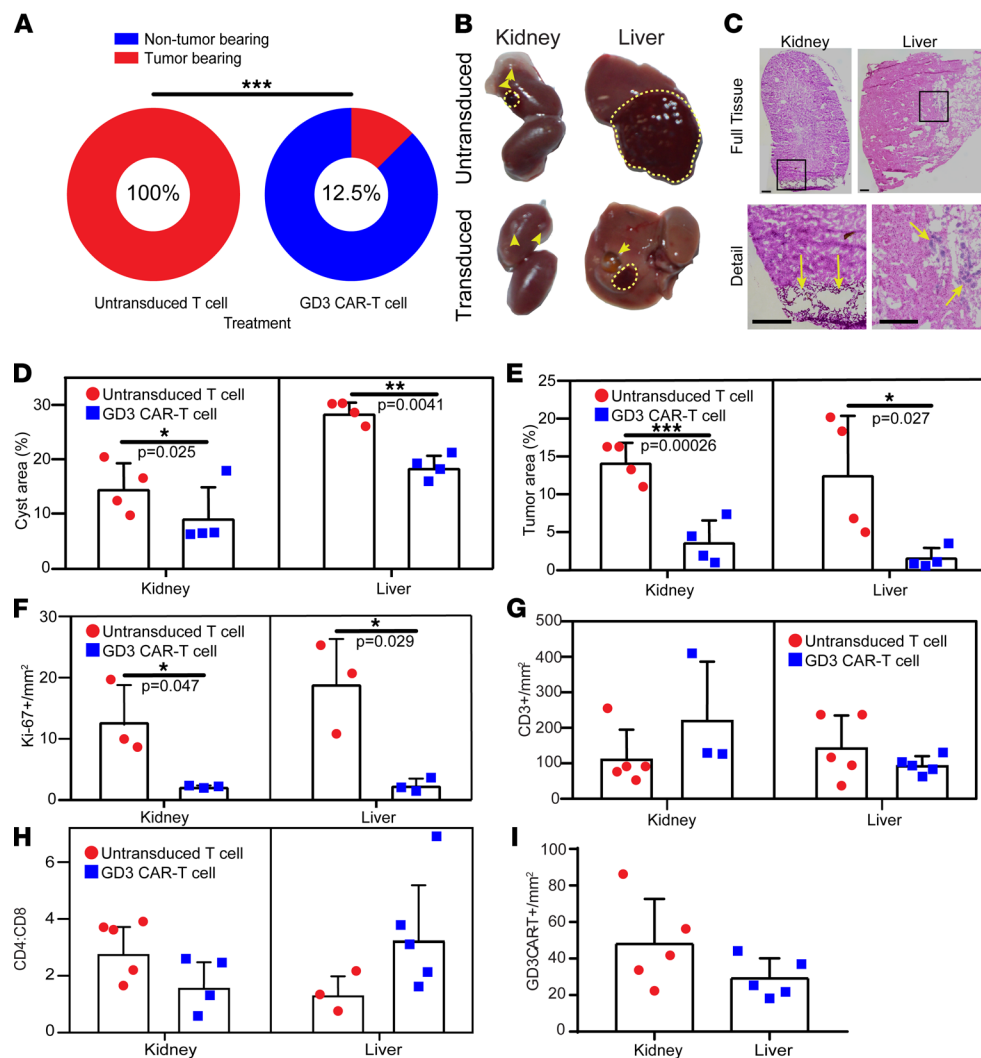 A
Non-tumor bearing
Tumor bearing
***
100%
12.5%
Untransduced T cell
GD3 CAR-T cell
Treatment
B
Kidney
Liver
Untransduced
Transduced
C
Kidney
Liver
Full Tissue
Detail
D
Untransduced T cell
GD3 CAR-T cell
*
p=0.025
**
p=0.0041
Cyst area (%)
30
20
10
0
Kidney
Liver
E
Untransduced T cell
GD3 CAR-T cell
***
p=0.00026
*
p=0.027
Tumor area (%)
25
20
15
10
5
0
Kidney
Liver
F
Untransduced T cell
GD3 CAR-T cell
*
p=0.047
*
p=0.029
Ki-67+/mm²
30
20
10
0
Kidney
Liver
G
Untransduced T cell
GD3 CAR-T cell
CD3+/mm²
500
400
300
200
100
0
Kidney
Liver
H
Untransduced T cell
GD3 CAR-T cell
CD4:CD8
6
4
2
0
Kidney
Liver
I
GD3CAR-T+/mm²
100
80
60
40
20
0
Kidney
Liver